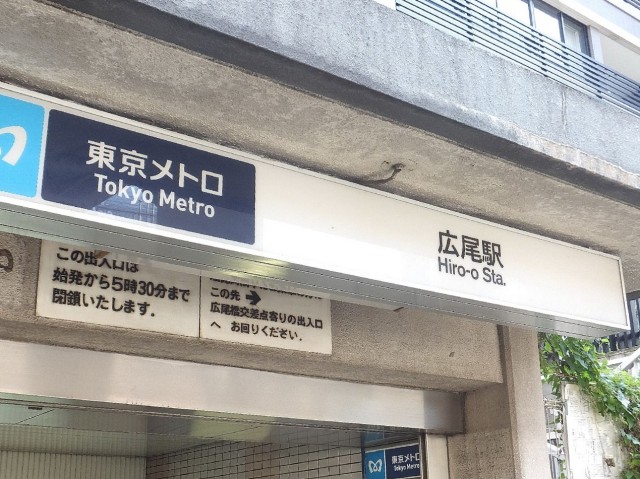 東京メトロ
Tokyo Metro
広尾駅
Hiro-o Sta.
この出入口は
始発から5時30分まで
閉鎖いたします。
この先 →
広尾橋交差点寄りの出入口
へ お回りください。
東京メトロ
Tokyo Metro